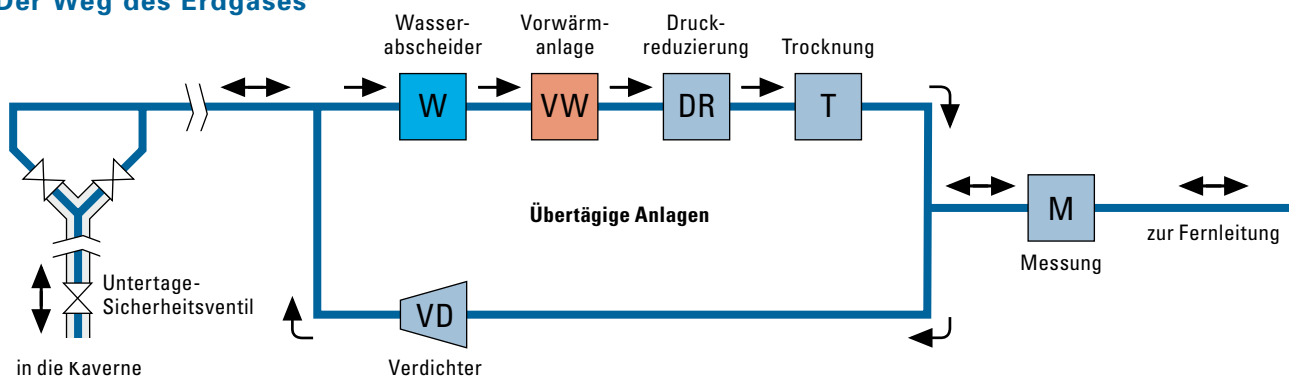 Der Weg des Erdgases
Wasser-
abscheider
Vorwärm-
anlage
Druck-
reduzierung
Trocknung
W
VW
DR
T
Übertägige Anlagen
M
Messung
zur Fernleitung
Untertage-
Sicherheitsventil
in die Kaverne
VD
Verdichter